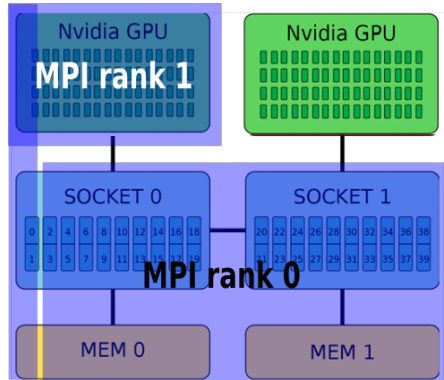 Nvidia GPU
Nvidia GPU
MPI rank 1
SOCKET 0
SOCKET 1
0 2 4 6 8 10 12 14 16 18
20 22 24 26 28 30 32 34 36 38
1 3 5 7 9 11 13 15 17 19
21 23 25 27 29 31 33 35 37 39
MPI rank 0
MEM 0
MEM 1